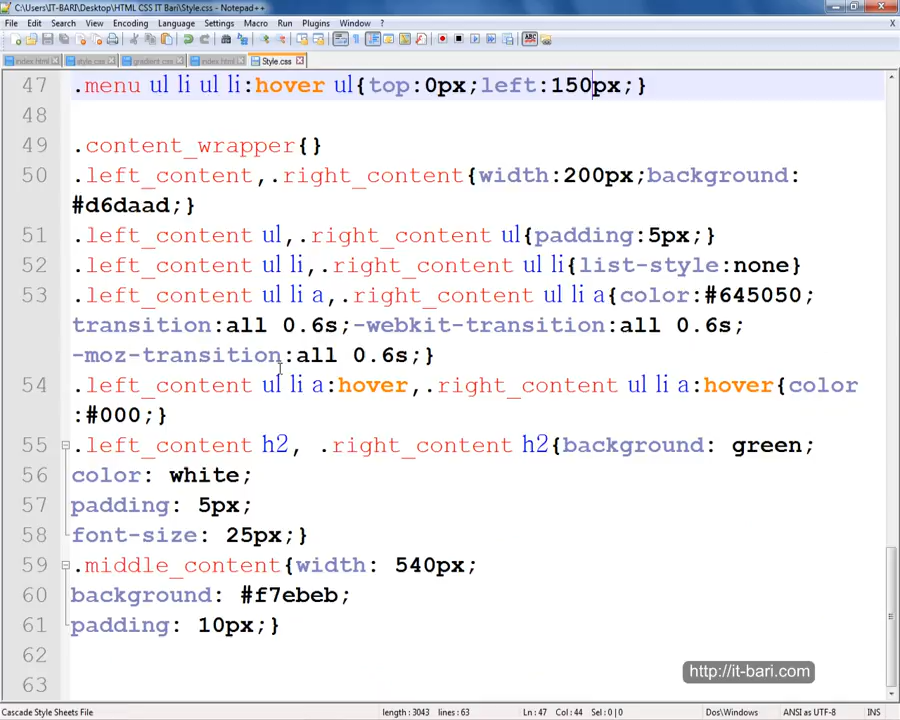 C:\Users\IT-BARI\Desktop\HTML CSS IT Bari\Style.css - Notepad++
File Edit Search View Encoding Language Settings Macro Run Plugins Window ?
index.html style.css gradient.css index.html Style.css
47 .menu ul li ul li:hover ul{top:0px;left:150px;}
48
49 .content_wrapper{}
50 .left_content,.right_content{width:200px;background:
#d6daad;}
51 .left_content ul,.right_content ul{padding:5px;}
52 .left_content ul li,.right_content ul li{list-style:none}
53 .left_content ul li a,.right_content ul li a{color:#645050;
transition:all 0.6s;-webkit-transition:all 0.6s;
-moz-transition:all 0.6s;}
54 .left_content ul li a:hover,.right_content ul li a:hover{color
:#000;}
55 .left_content h2, .right_content h2{background: green;
56 color: white;
57 padding: 5px;
58 font-size: 25px;}
59 .middle_content{width: 540px;
60 background: #f7ebeb;
61 padding: 10px;}
62
63
http://it-bari.com
Cascade Style Sheets File length : 3043 lines : 63 Ln : 47 Col : 44 Sel : 0 | 0 Dos\Windows ANSI as UTF-8 INS